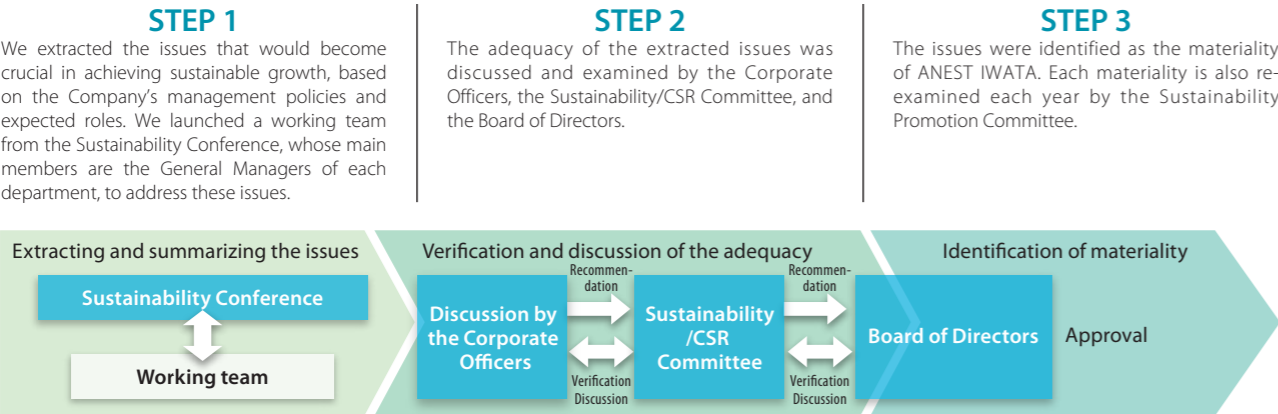 STEP 1
We extracted the issues that would become
crucial in achieving sustainable growth, based
on the Company's management policies and
expected roles. We launched a working team
from the Sustainability Conference, whose main
members are the General Managers of each
department, to address these issues.
STEP 2
The adequacy of the extracted issues was
discussed and examined by the Corporate
Officers, the Sustainability/CSR Committee, and
the Board of Directors.
STEP 3
The issues were identified as the materiality
of ANEST IWATA. Each materiality is also re-
examined each year by the Sustainability
Promotion Committee.
Extracting and summarizing the issues
Sustainability Conference
Working team
Verification and discussion of the adequacy
Discussion by
the Corporate
Officers
Recommen-
dation
Verification
Discussion
Sustainability
/CSR
Committee
Recommen-
dation
Verification
Discussion
Identification of materiality
Board of Directors
Approval